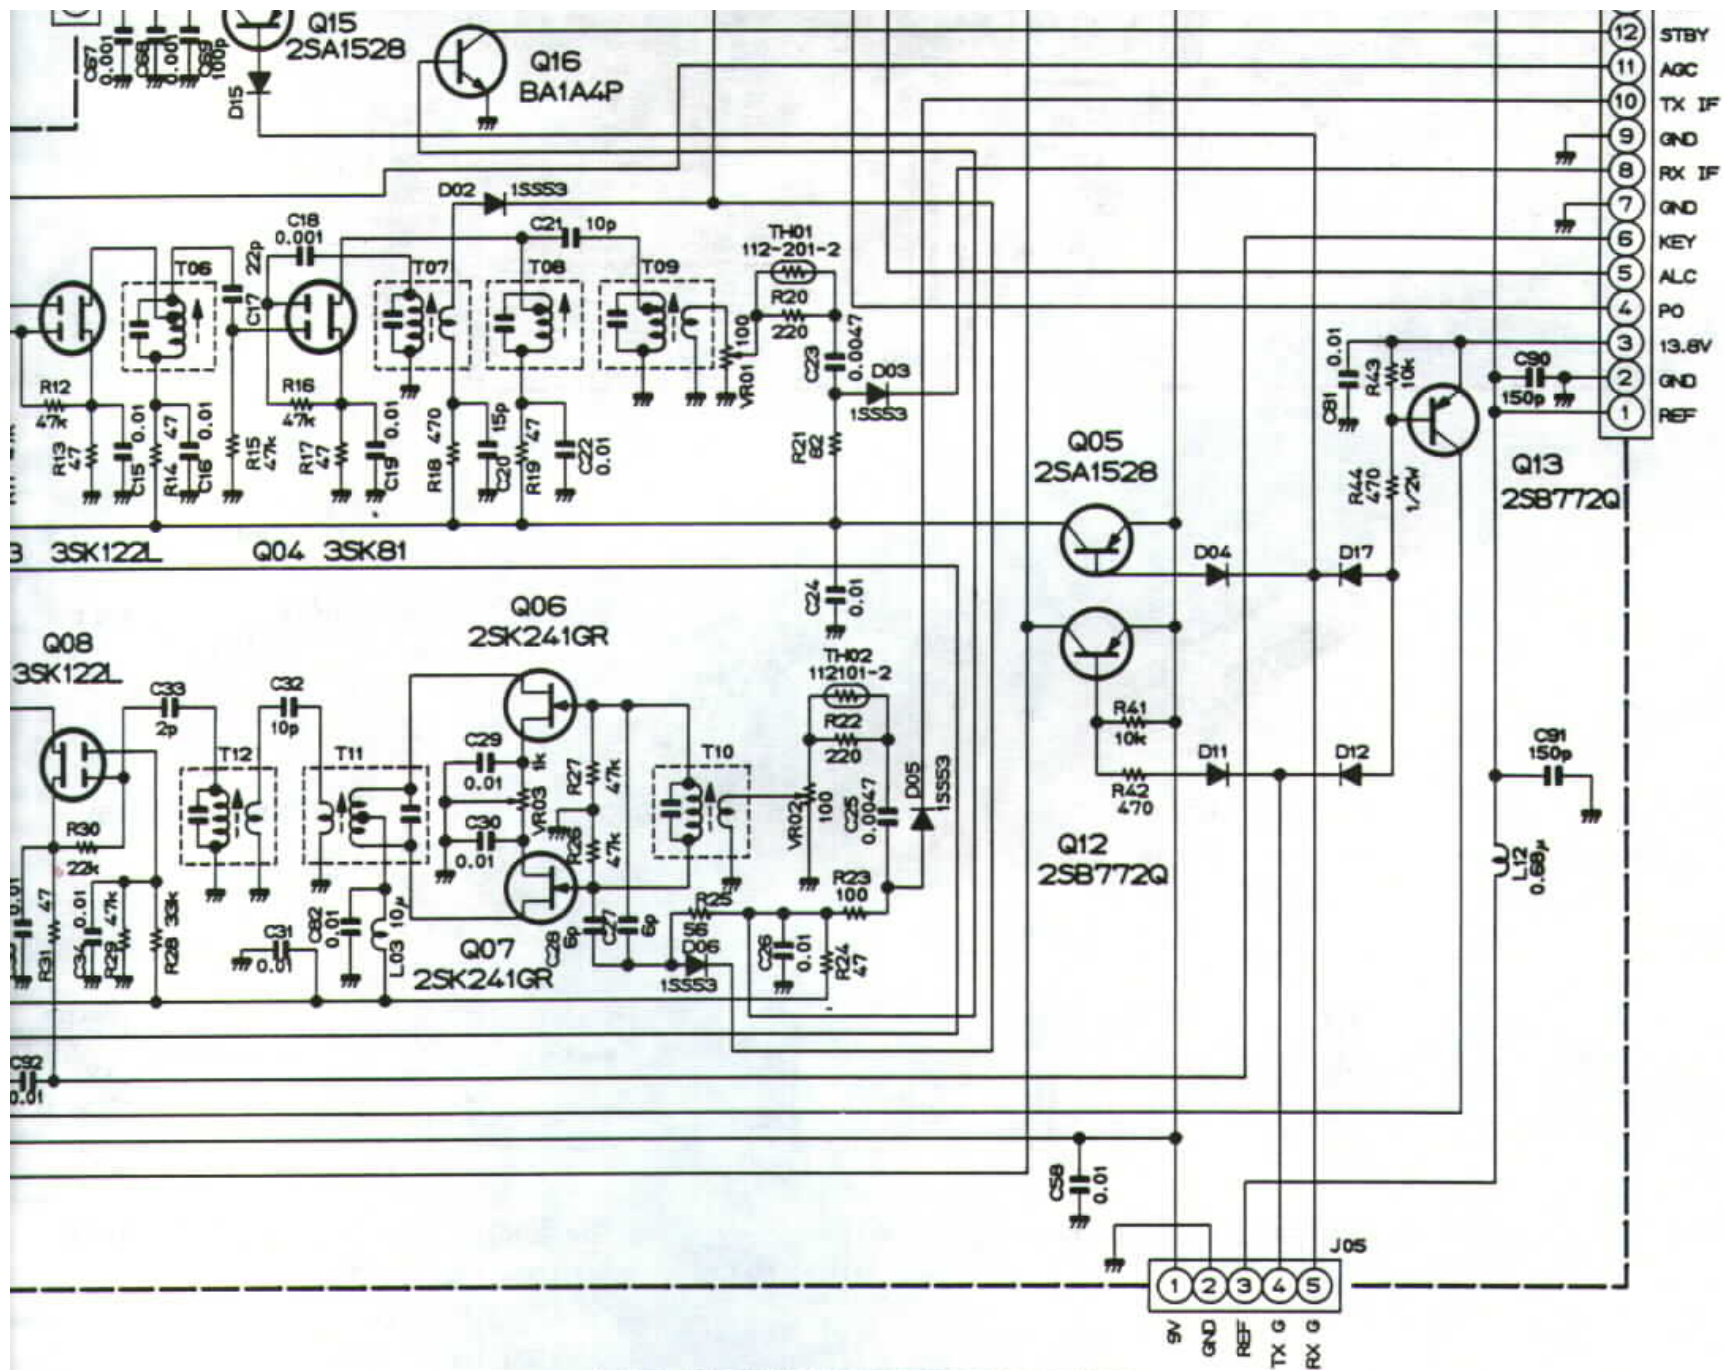 C67
0.001
C68
0.001
C69
100p
Q15
2SA1528
D15
Q16
BA1A4P
12 STBY
11 AGC
10 TX IF
9 GND
8 RX IF
7 GND
6 KEY
5 ALC
4 PO
3 13.8V
2 GND
1 REF
D02 1SS53
C18
0.001
C21 10p
TH01
112-201-2
22p
C17
T06
T07
T08
T09
R20
220
VR01 100
C23
0.0047
D03
1SS53
R12
47k
R13
47
C15
0.01
R14
47
C16
0.01
R15
47k
R16
47k
R17
47
C19
0.01
R18
470
C20
15p
R19
47
C22
0.01
R21
82
C81
0.01
R43
10k
C90
150p
R44
470
1/2W
Q13
2SB772Q
Q05
2SA1528
3SK122L
Q04 3SK81
D04
D17
C24
0.01
Q06
2SK241GR
Q08
3SK122L
TH02
112101-2
C33
2p
C32
10p
R22
220
R41
10k
D11
D12
R42
470
C91
150p
T12
T11
T10
C29
0.01
1k
VR03
R27
47k
C30
0.01
R26
47k
VR02
100
C25
0.0047
D05
1SS53
Q12
2SB772Q
L12
0.68μ
R30
22k
0.01
R31
47
C34
0.01
R29
47k
R28
33k
C31
0.01
C82
0.01
L03
10μ
Q07
2SK241GR
C28
6p
C27
6p
R25
56
D06
1SS53
R23
100
C26
0.01
R24
47
C92
0.01
C58
0.01
J05
1 2 3 4 5
9V
GND
REF
TX G
RX G